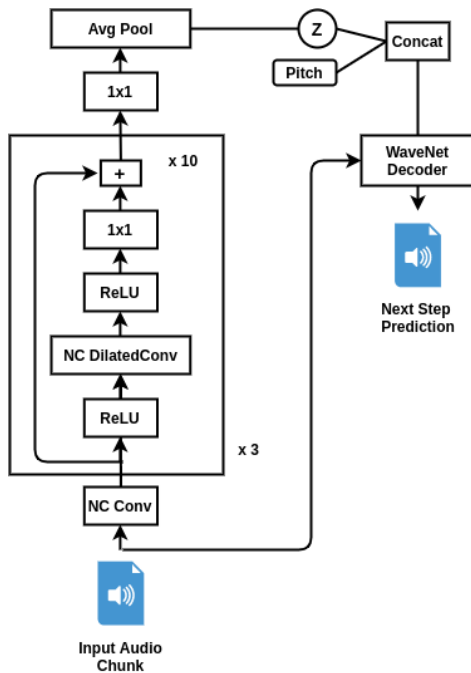 Avg Pool
Z
Concat
Pitch
1x1
x 10
WaveNet
Decoder
+
1x1
ReLU
Next Step
Prediction
NC DilatedConv
ReLU
x 3
NC Conv
Input Audio
Chunk